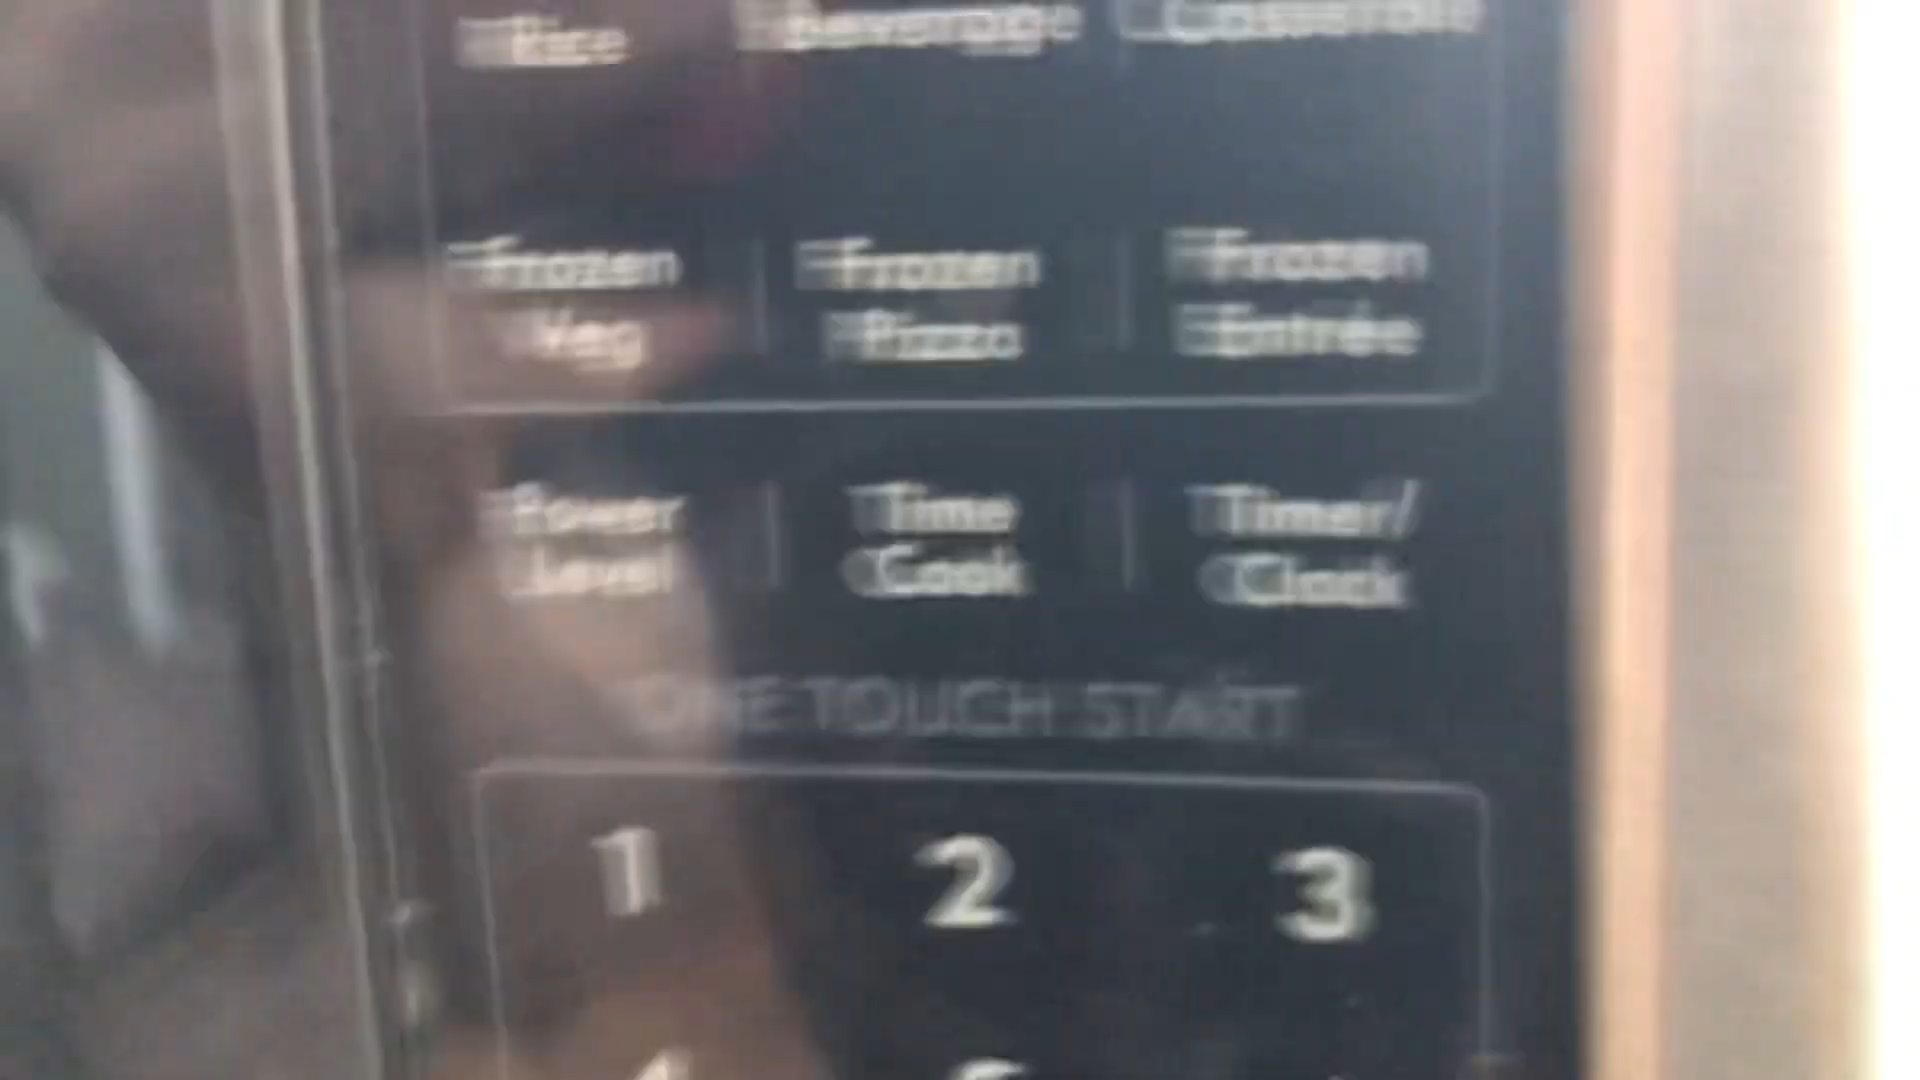 Rice Beverage Casserole
Frozen Frozen Frozen
Veg Pizza Entrée
Power Time Timer/
Level Cook Clock
ONE TOUCH START
1 2 3